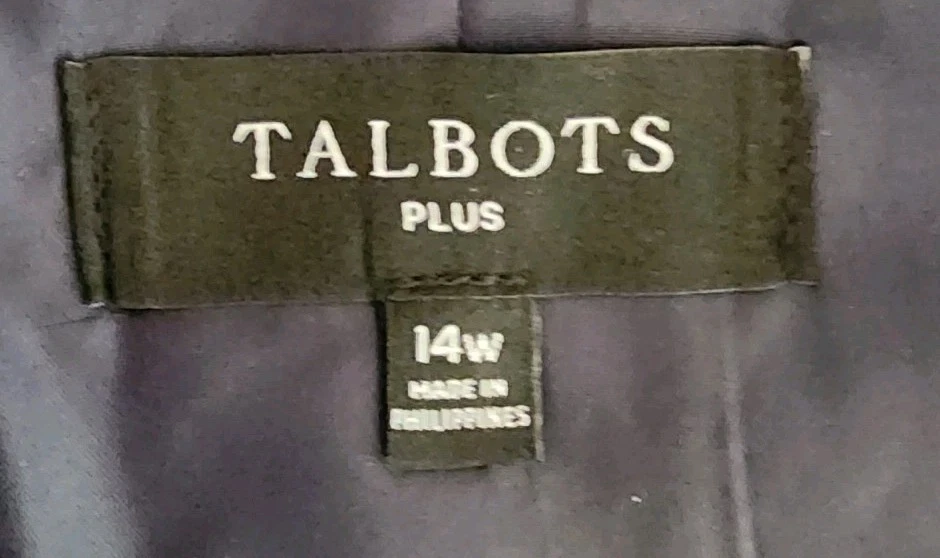 TALBOTS
PLUS
14W
MADE IN
PHILIPPINES